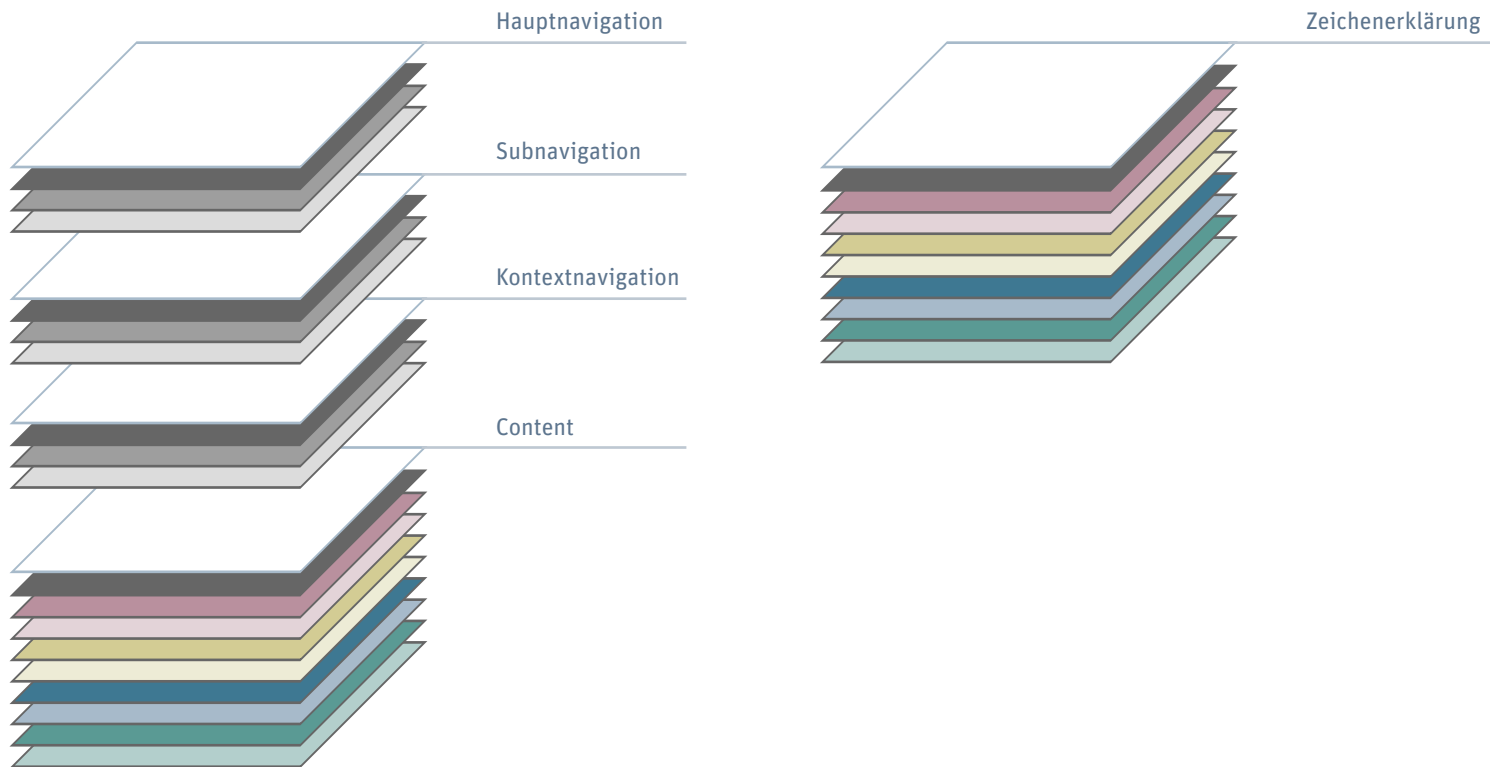 Hauptnavigation
Zeichenerklärung
Subnavigation
Kontextnavigation
Content